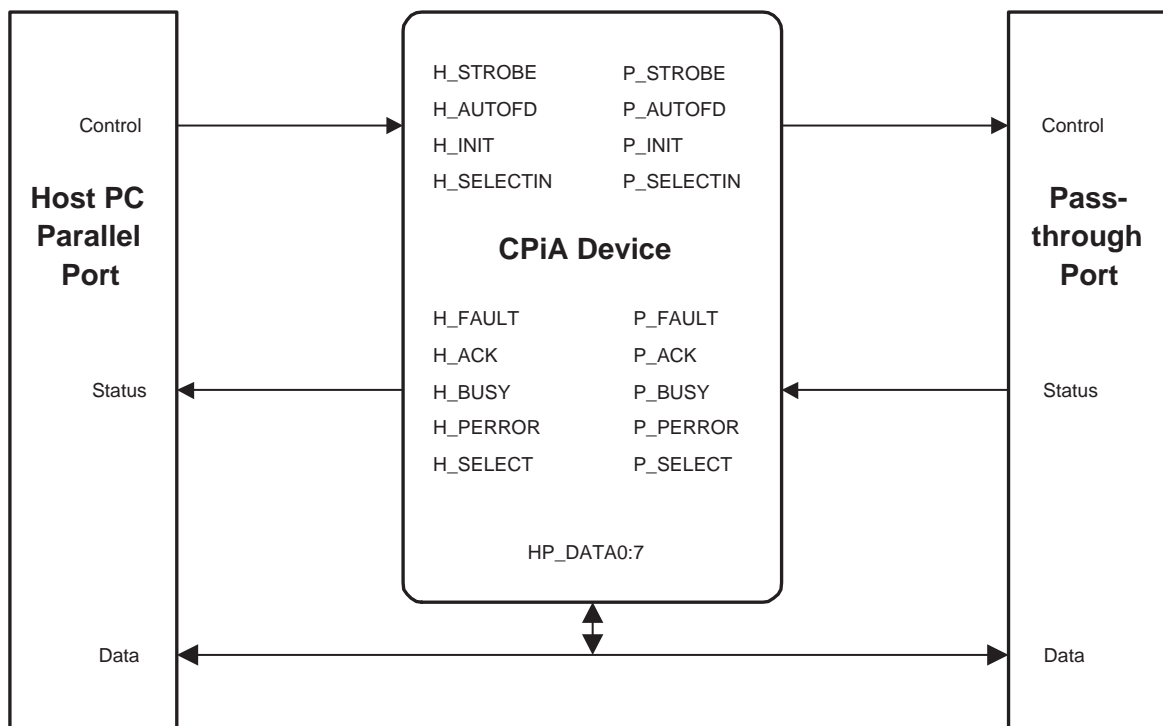 H_STROBE P_STROBE
H_AUTOFD P_AUTOFD
Control Control
H_INIT P_INIT
H_SELECTIN P_SELECTIN
Host PC
Parallel
Port
CPiA Device
Pass-
through
Port
H_FAULT P_FAULT
H_ACK P_ACK
Status Status
H_BUSY P_BUSY
H_PERROR P_PERROR
H_SELECT P_SELECT
HP_DATA0:7
Data Data